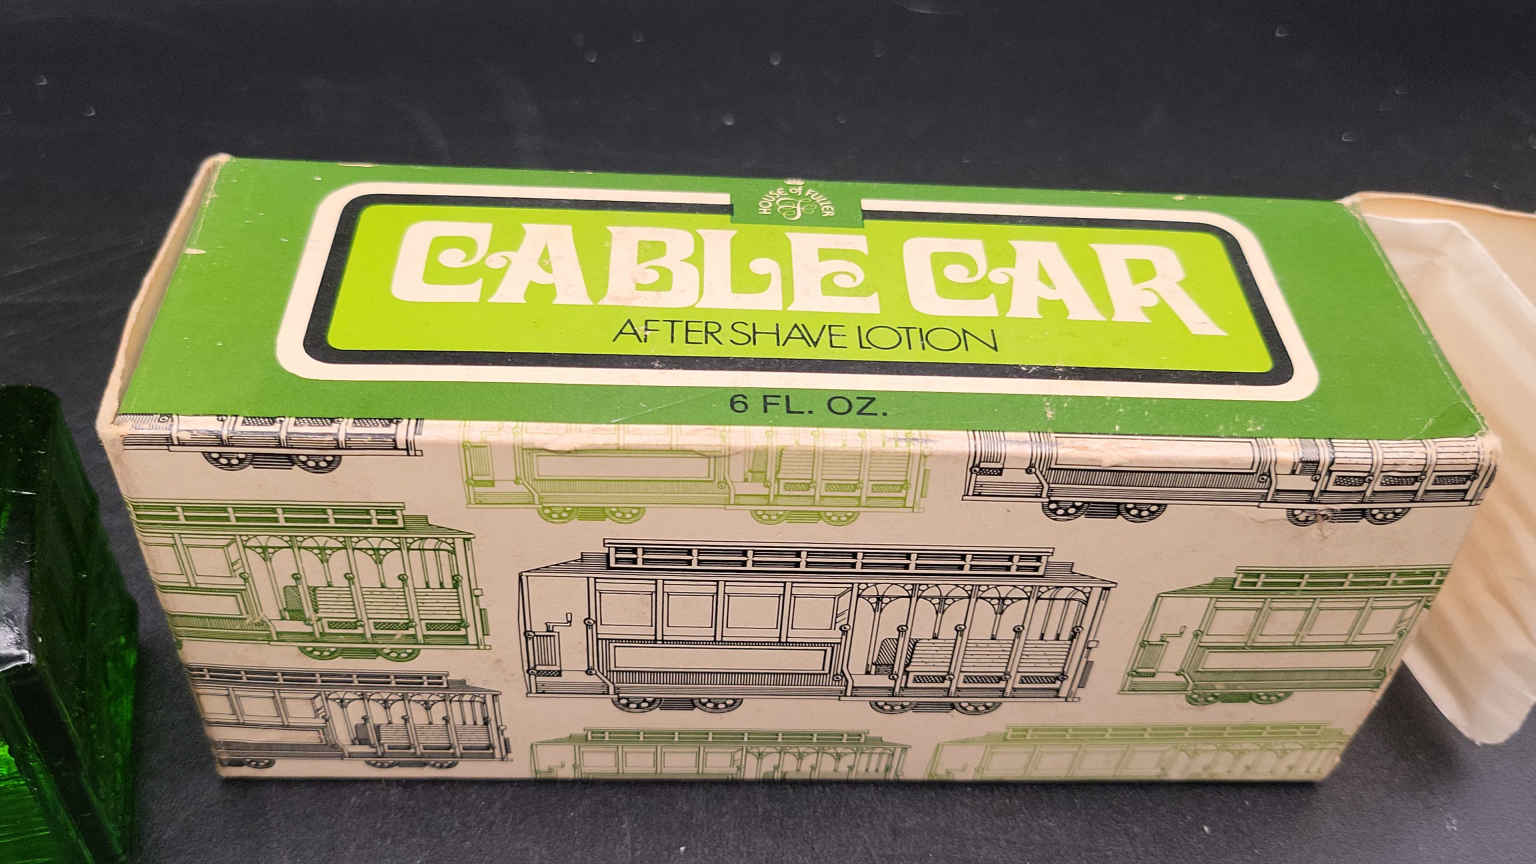 HOUSE of FULLER
CABLE CAR
AFTER SHAVE LOTION
6 FL. OZ.